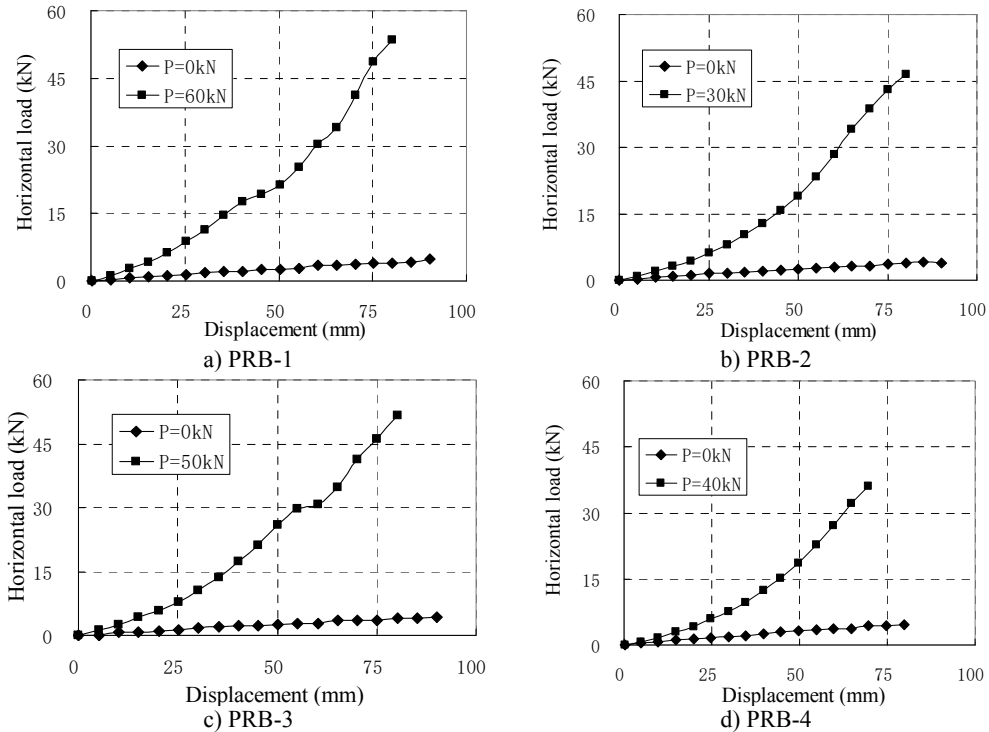 Horizontal load (kN)
60
45
30
15
0
P=0kN
P=60kN
0 25 50 75 100
Displacement (mm)
a) PRB-1
Horizontal load (kN)
60
45
30
15
0
P=0kN
P=30kN
0 25 50 75 100
Displacement (mm)
b) PRB-2
Horizontal load (kN)
60
45
30
15
0
P=0kN
P=50kN
0 25 50 75 100
Displacement (mm)
c) PRB-3
Horizontal load (kN)
60
45
30
15
0
P=0kN
P=40kN
0 25 50 75 100
Displacement (mm)
d) PRB-4